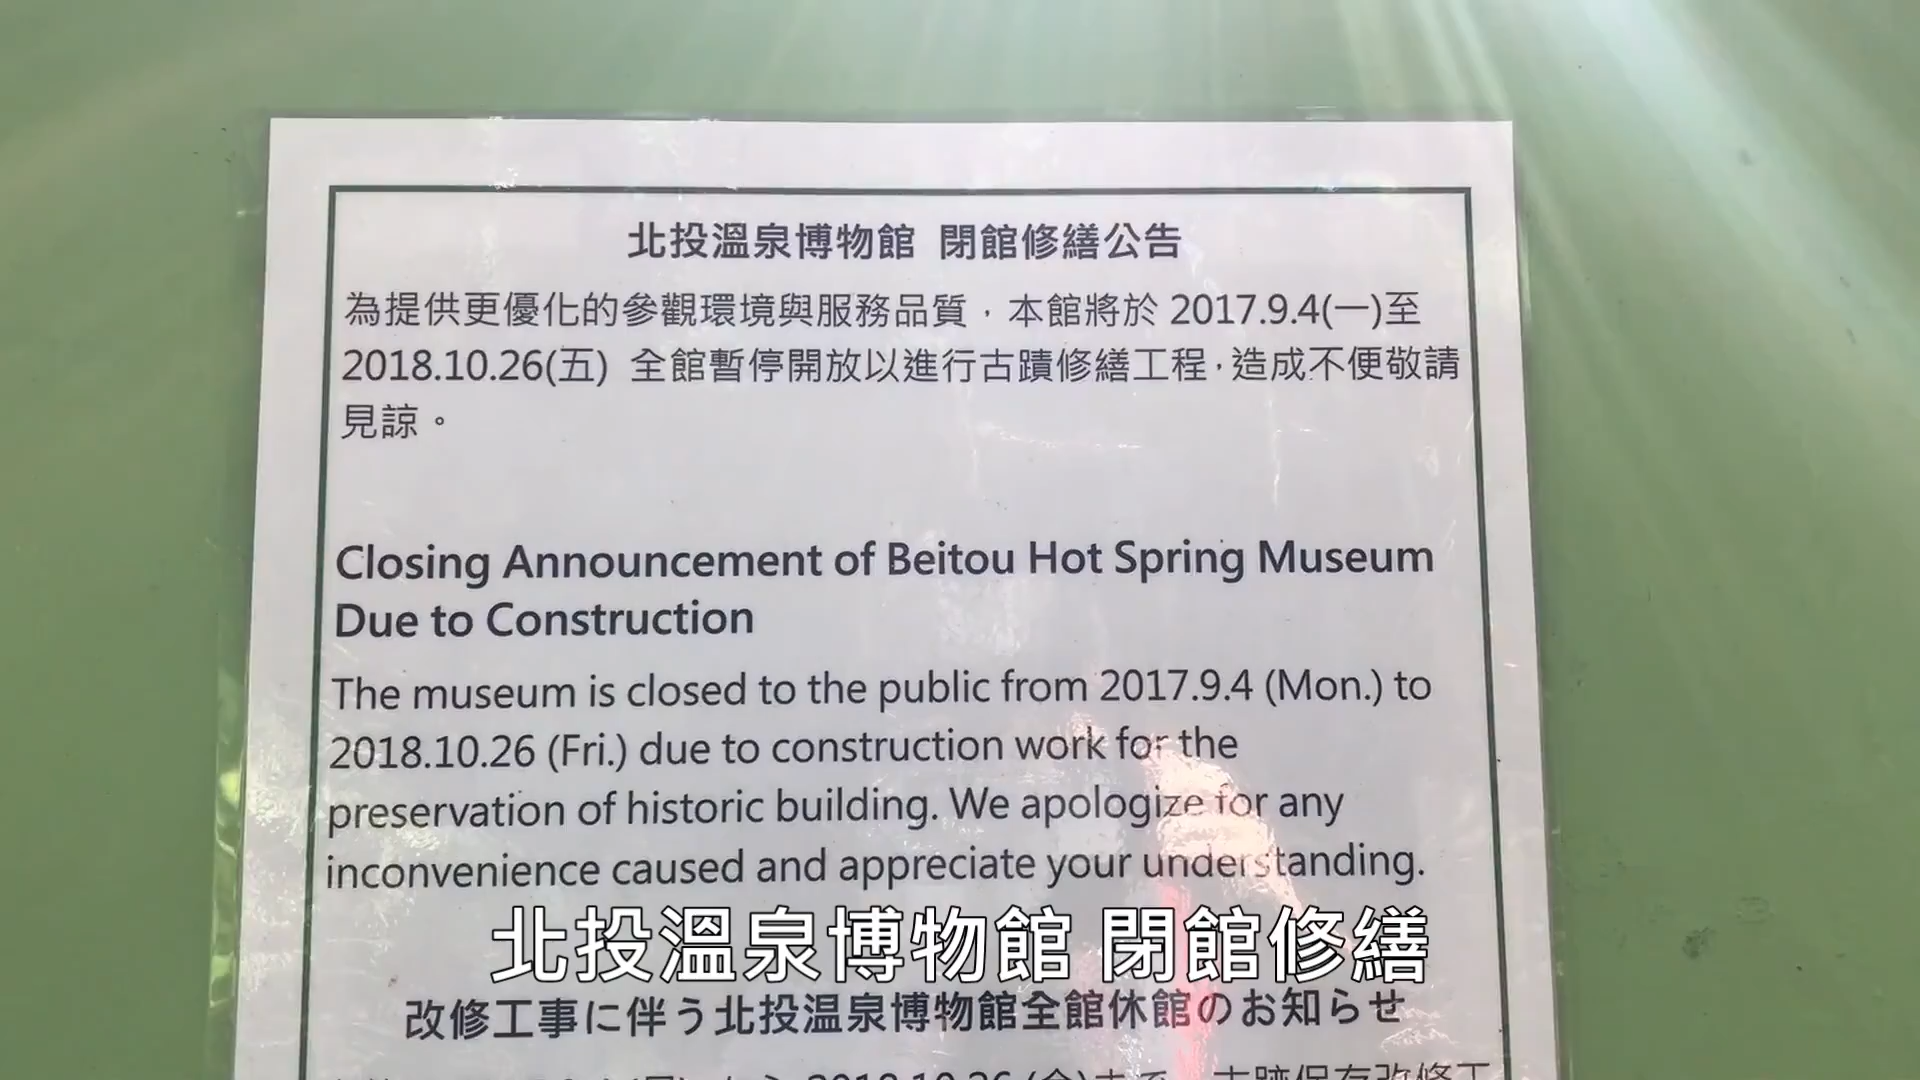 北投溫泉博物館 閉館修繕公告
為提供更優化的參觀環境與服務品質，本館將於 2017.9.4(一)至
2018.10.26(五) 全館暫停開放以進行古蹟修繕工程，造成不便敬請
見諒。
Closing Announcement of Beitou Hot Spring Museum
Due to Construction
The museum is closed to the public from 2017.9.4 (Mon.) to
2018.10.26 (Fri.) due to construction work for the
preservation of historic building. We apologize for any
inconvenience caused and appreciate your understanding.
北投溫泉博物館 閉館修繕
改修工事に伴う北投溫泉博物館全館休館のお知らせ